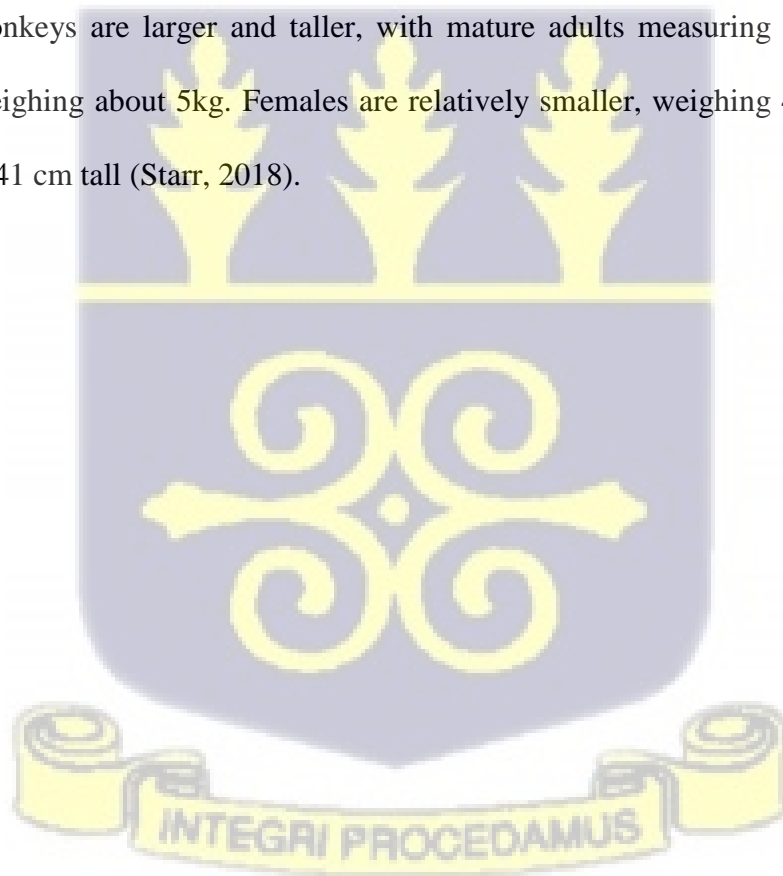 onkeys are larger and taller, with mature adults measuring
eighing about 5kg. Females are relatively smaller, weighing 4
41 cm tall (Starr, 2018).
INTEGRI PROCEDAMUS